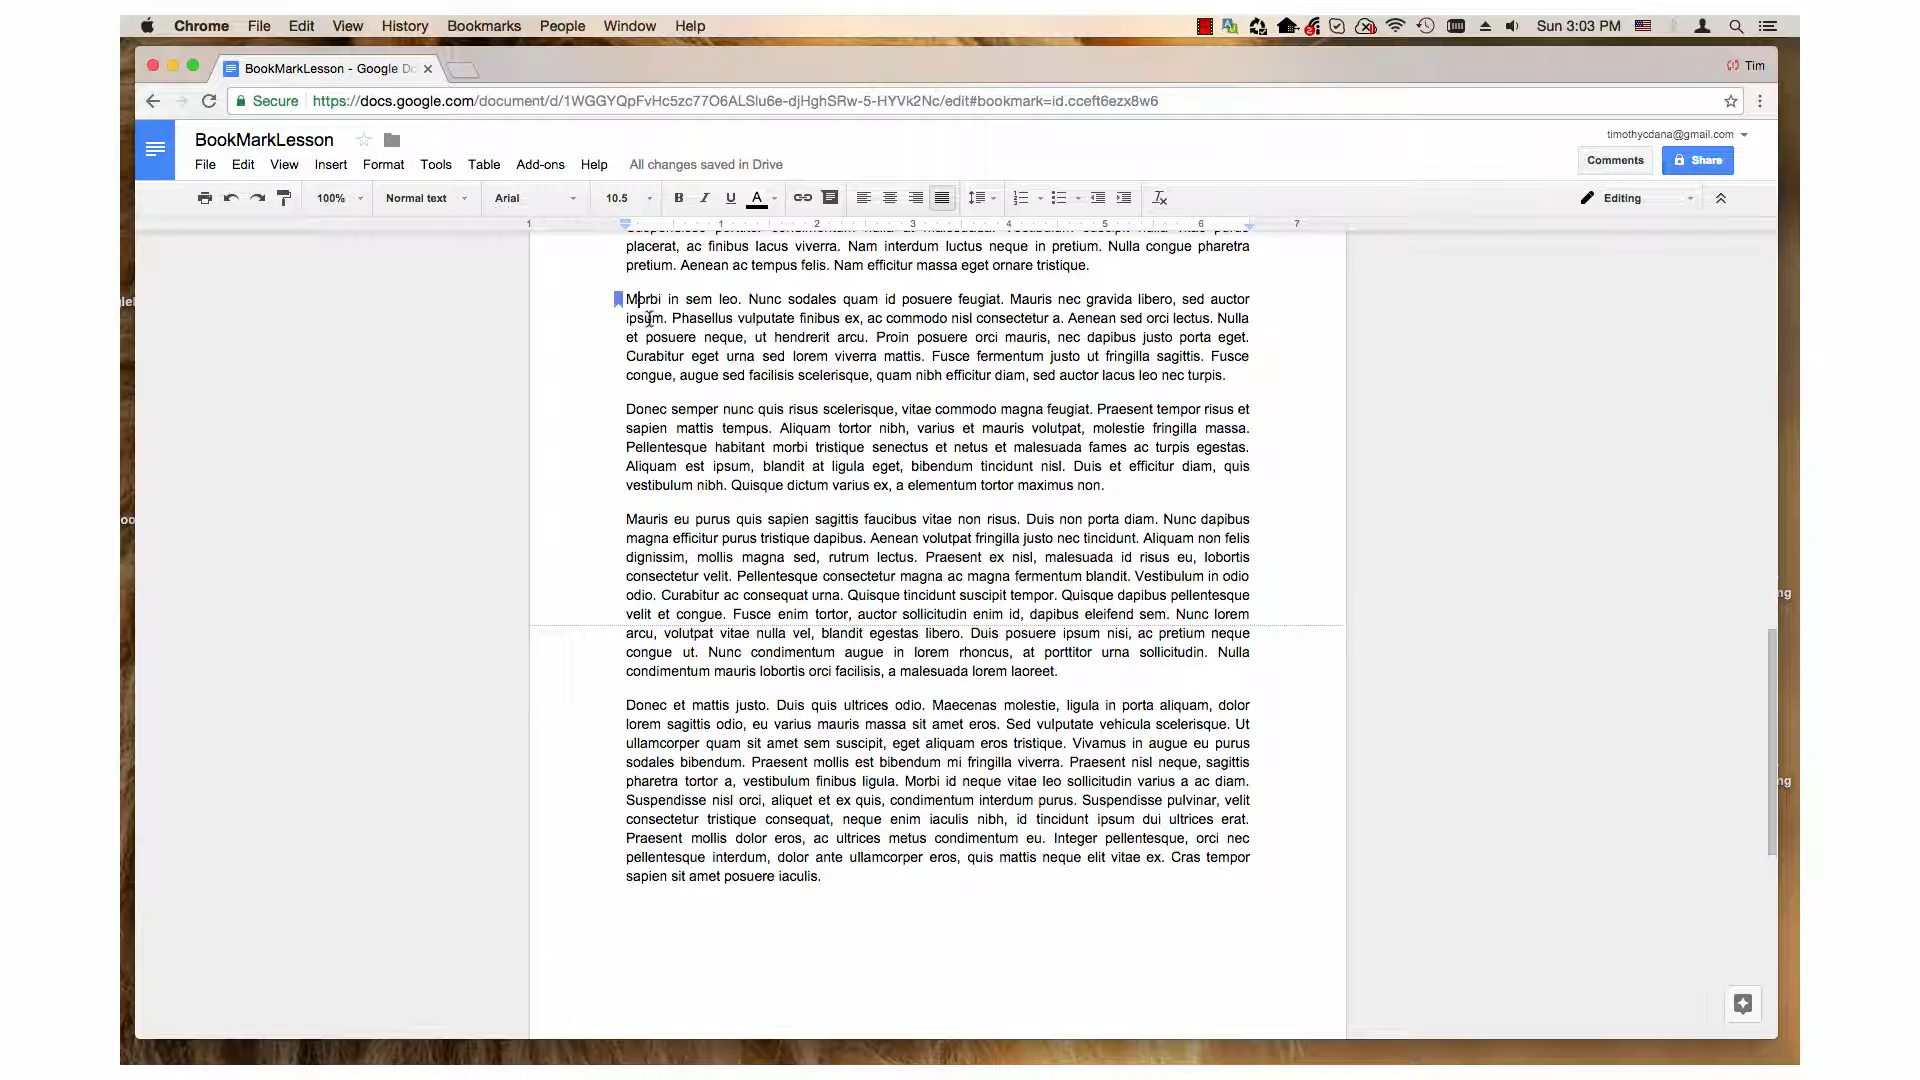 Chrome File Edit View History Bookmarks People Window Help Sun 3:03 PM
BookMarkLesson - Google Do Tim
Secure https://docs.google.com/document/d/1WGGYQpFvHc5zc77O6ALSlu6e-djHghSRw-5-HYVk2Nc/edit#bookmark=id.cceft6ezx8w6
BookMarkLesson timothycdana@gmail.com
File Edit View Insert Format Tools Table Add-ons Help All changes saved in Drive Comments Share
100% Normal text Arial 10.5 B I U A Editing
1 1 2 3 4 5 6 7
placerat, ac finibus lacus viverra. Nam interdum luctus neque in pretium. Nulla congue pharetra
pretium. Aenean ac tempus felis. Nam efficitur massa eget ornare tristique.
Morbi in sem leo. Nunc sodales quam id posuere feugiat. Mauris nec gravida libero, sed auctor
ipsum. Phasellus vulputate finibus ex, ac commodo nisl consectetur a. Aenean sed orci lectus. Nulla
et posuere neque, ut hendrerit arcu. Proin posuere orci mauris, nec dapibus justo porta eget.
Curabitur eget urna sed lorem viverra mattis. Fusce fermentum justo ut fringilla sagittis. Fusce
congue, augue sed facilisis scelerisque, quam nibh efficitur diam, sed auctor lacus leo nec turpis.
Donec semper nunc quis risus scelerisque, vitae commodo magna feugiat. Praesent tempor risus et
sapien mattis tempus. Aliquam tortor nibh, varius et mauris volutpat, molestie fringilla massa.
Pellentesque habitant morbi tristique senectus et netus et malesuada fames ac turpis egestas.
Aliquam est ipsum, blandit at ligula eget, bibendum tincidunt nisl. Duis et efficitur diam, quis
vestibulum nibh. Quisque dictum varius ex, a elementum tortor maximus non.
Mauris eu purus quis sapien sagittis faucibus vitae non risus. Duis non porta diam. Nunc dapibus
magna efficitur purus tristique dapibus. Aenean volutpat fringilla justo nec tincidunt. Aliquam non felis
dignissim, mollis magna sed, rutrum lectus. Praesent ex nisl, malesuada id risus eu, lobortis
consectetur velit. Pellentesque consectetur magna ac magna fermentum blandit. Vestibulum in odio
odio. Curabitur ac consequat urna. Quisque tincidunt suscipit tempor. Quisque dapibus pellentesque
velit et congue. Fusce enim tortor, auctor sollicitudin enim id, dapibus eleifend sem. Nunc lorem
arcu, volutpat vitae nulla vel, blandit egestas libero. Duis posuere ipsum nisi, ac pretium neque
congue ut. Nunc condimentum augue in lorem rhoncus, at porttitor urna sollicitudin. Nulla
condimentum mauris lobortis orci facilisis, a malesuada lorem laoreet.
Donec et mattis justo. Duis quis ultrices odio. Maecenas molestie, ligula in porta aliquam, dolor
lorem sagittis odio, eu varius mauris massa sit amet eros. Sed vulputate vehicula scelerisque. Ut
ullamcorper quam sit amet sem suscipit, eget aliquam eros tristique. Vivamus in augue eu purus
sodales bibendum. Praesent mollis est bibendum mi fringilla viverra. Praesent nisl neque, sagittis
pharetra tortor a, vestibulum finibus ligula. Morbi id neque vitae leo sollicitudin varius a ac diam.
Suspendisse nisl orci, aliquet et ex quis, condimentum interdum purus. Suspendisse pulvinar, velit
consectetur tristique consequat, neque enim iaculis nibh, id tincidunt ipsum dui ultrices erat.
Praesent mollis dolor eros, ac ultrices metus condimentum eu. Integer pellentesque, orci nec
pellentesque interdum, dolor ante ullamcorper eros, quis mattis neque elit vitae ex. Cras tempor
sapien sit amet posuere iaculis.